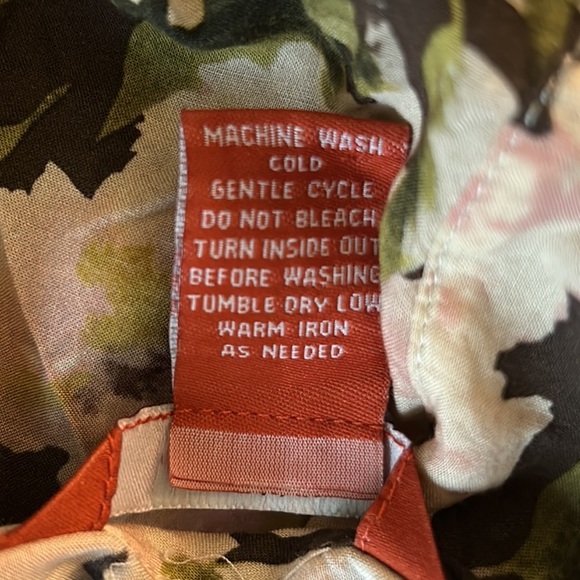 MACHINE WASH
COLD
GENTLE CYCLE
DO NOT BLEACH
TURN INSIDE OUT
BEFORE WASHING
TUMBLE DRY LOW
WARM IRON
AS NEEDED